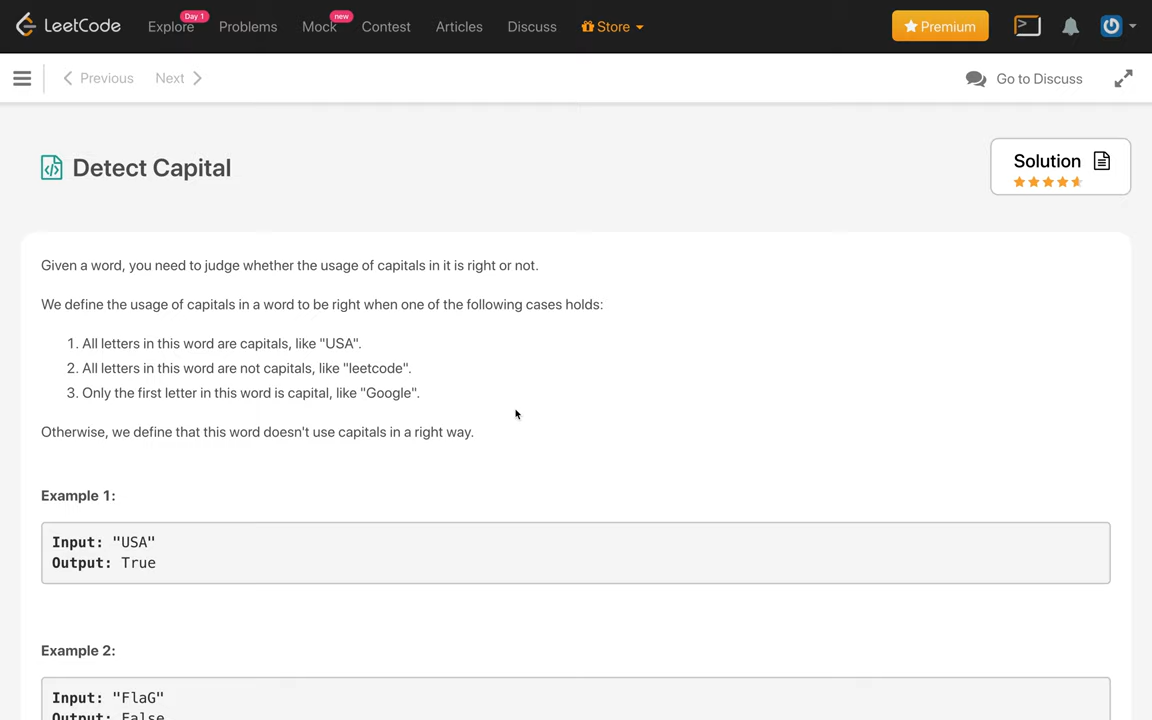 LeetCode Explore Day 1 Problems Mock new Contest Articles Discuss Store Premium
Previous Next Go to Discuss
Detect Capital
Solution
Given a word, you need to judge whether the usage of capitals in it is right or not.
We define the usage of capitals in a word to be right when one of the following cases holds:
1. All letters in this word are capitals, like "USA".
2. All letters in this word are not capitals, like "leetcode".
3. Only the first letter in this word is capital, like "Google".
Otherwise, we define that this word doesn't use capitals in a right way.
Example 1:
Input: "USA"
Output: True
Example 2:
Input: "FlaG"
Output: False